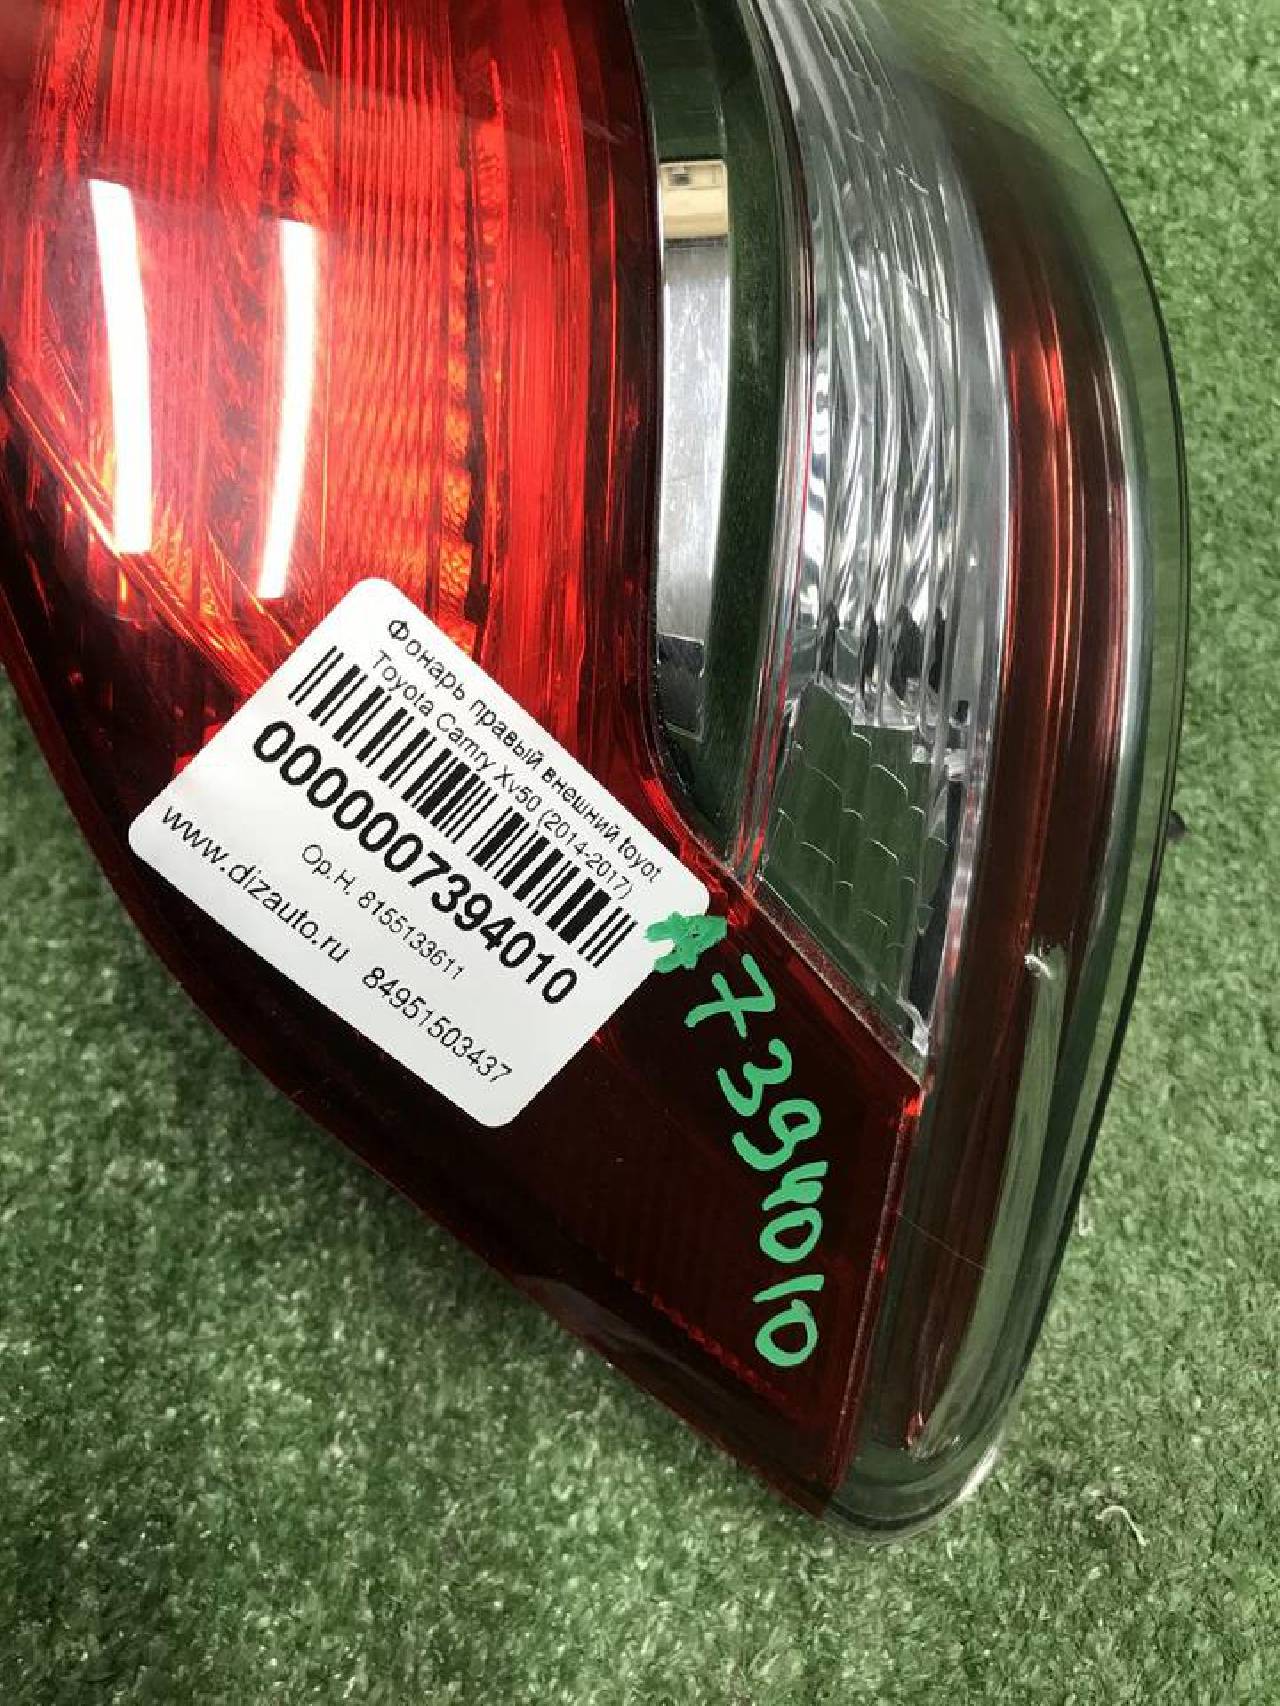 Фонарь правый внешний toyot
Toyota Camry Xv50 (2014-2017)
0000007394010
Ор.Н. 8155133611
www.dizauto.ru 84951503437
7394010